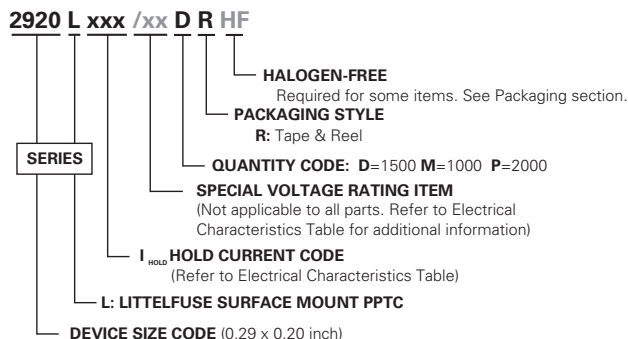 2920 L xxx /xx D R HF
HALOGEN-FREE
Required for some items. See Packaging section.
PACKAGING STYLE
R: Tape & Reel
SERIES
QUANTITY CODE: D=1500 M=1000 P=2000
SPECIAL VOLTAGE RATING ITEM
(Not applicable to all parts. Refer to Electrical
Characteristics Table for additional information)
I HOLD HOLD CURRENT CODE
(Refer to Electrical Characteristics Table)
L: LITTELFUSE SURFACE MOUNT PPTC
DEVICE SIZE CODE (0.29 x 0.20 inch)